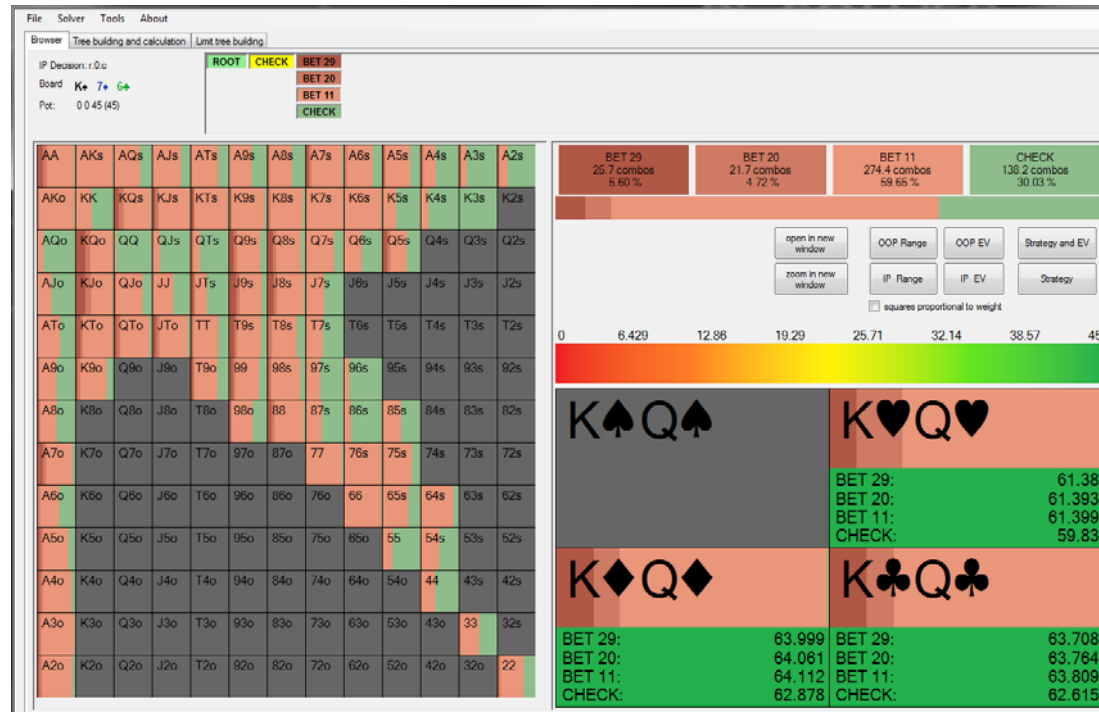 File Solver Tools About
Browser Tree building and calculation Limit tree building
IP Decision: r:0:c
Board K♠ 7♦ 6♣
Pot: 0 0 45 (45)
ROOT CHECK BET 29
BET 20
BET 11
CHECK
AA AKs AQs AJs ATs A9s A8s A7s A6s A5s A4s A3s A2s
AKo KK KQs KJs KTs K9s K8s K7s K6s K5s K4s K3s K2s
AQo KQo QQ QJs QTs Q9s Q8s Q7s Q6s Q5s Q4s Q3s Q2s
AJo KJo QJo JJ JTs J9s J8s J7s J6s J5s J4s J3s J2s
ATo KTo QTo JTo TT T9s T8s T7s T6s T5s T4s T3s T2s
A9o K9o Q9o J9o T9o 99 98s 97s 96s 95s 94s 93s 92s
A8o K8o Q8o J8o T8o 98o 88 87s 86s 85s 84s 83s 82s
A7o K7o Q7o J7o T7o 97o 87o 77 76s 75s 74s 73s 72s
A6o K6o Q6o J6o T6o 96o 86o 76o 66 65s 64s 63s 62s
A5o K5o Q5o J5o T5o 95o 85o 75o 65o 55 54s 53s 52s
A4o K4o Q4o J4o T4o 94o 84o 74o 64o 54o 44 43s 42s
A3o K3o Q3o J3o T3o 93o 83o 73o 63o 53o 43o 33 32s
A2o K2o Q2o J2o T2o 92o 82o 72o 62o 52o 42o 32o 22
BET 29 BET 20 BET 11 CHECK
25.7 combos 21.7 combos 274.4 combos 138.2 combos
5.60 % 4.72 % 59.65 % 30.03 %
open in new window OOP Range OOP EV Strategy and EV
zoom in new window IP Range IP EV Strategy
squares proportional to weight
0 6.429 12.86 19.29 25.71 32.14 38.57 45
K♠Q♠ K♥Q♥
BET 29: 61.38
BET 20: 61.393
BET 11: 61.399
CHECK: 59.83
K♦Q♦ K♣Q♣
BET 29: 63.999 BET 29: 63.708
BET 20: 64.061 BET 20: 63.764
BET 11: 64.112 BET 11: 63.809
CHECK: 62.878 CHECK: 62.615